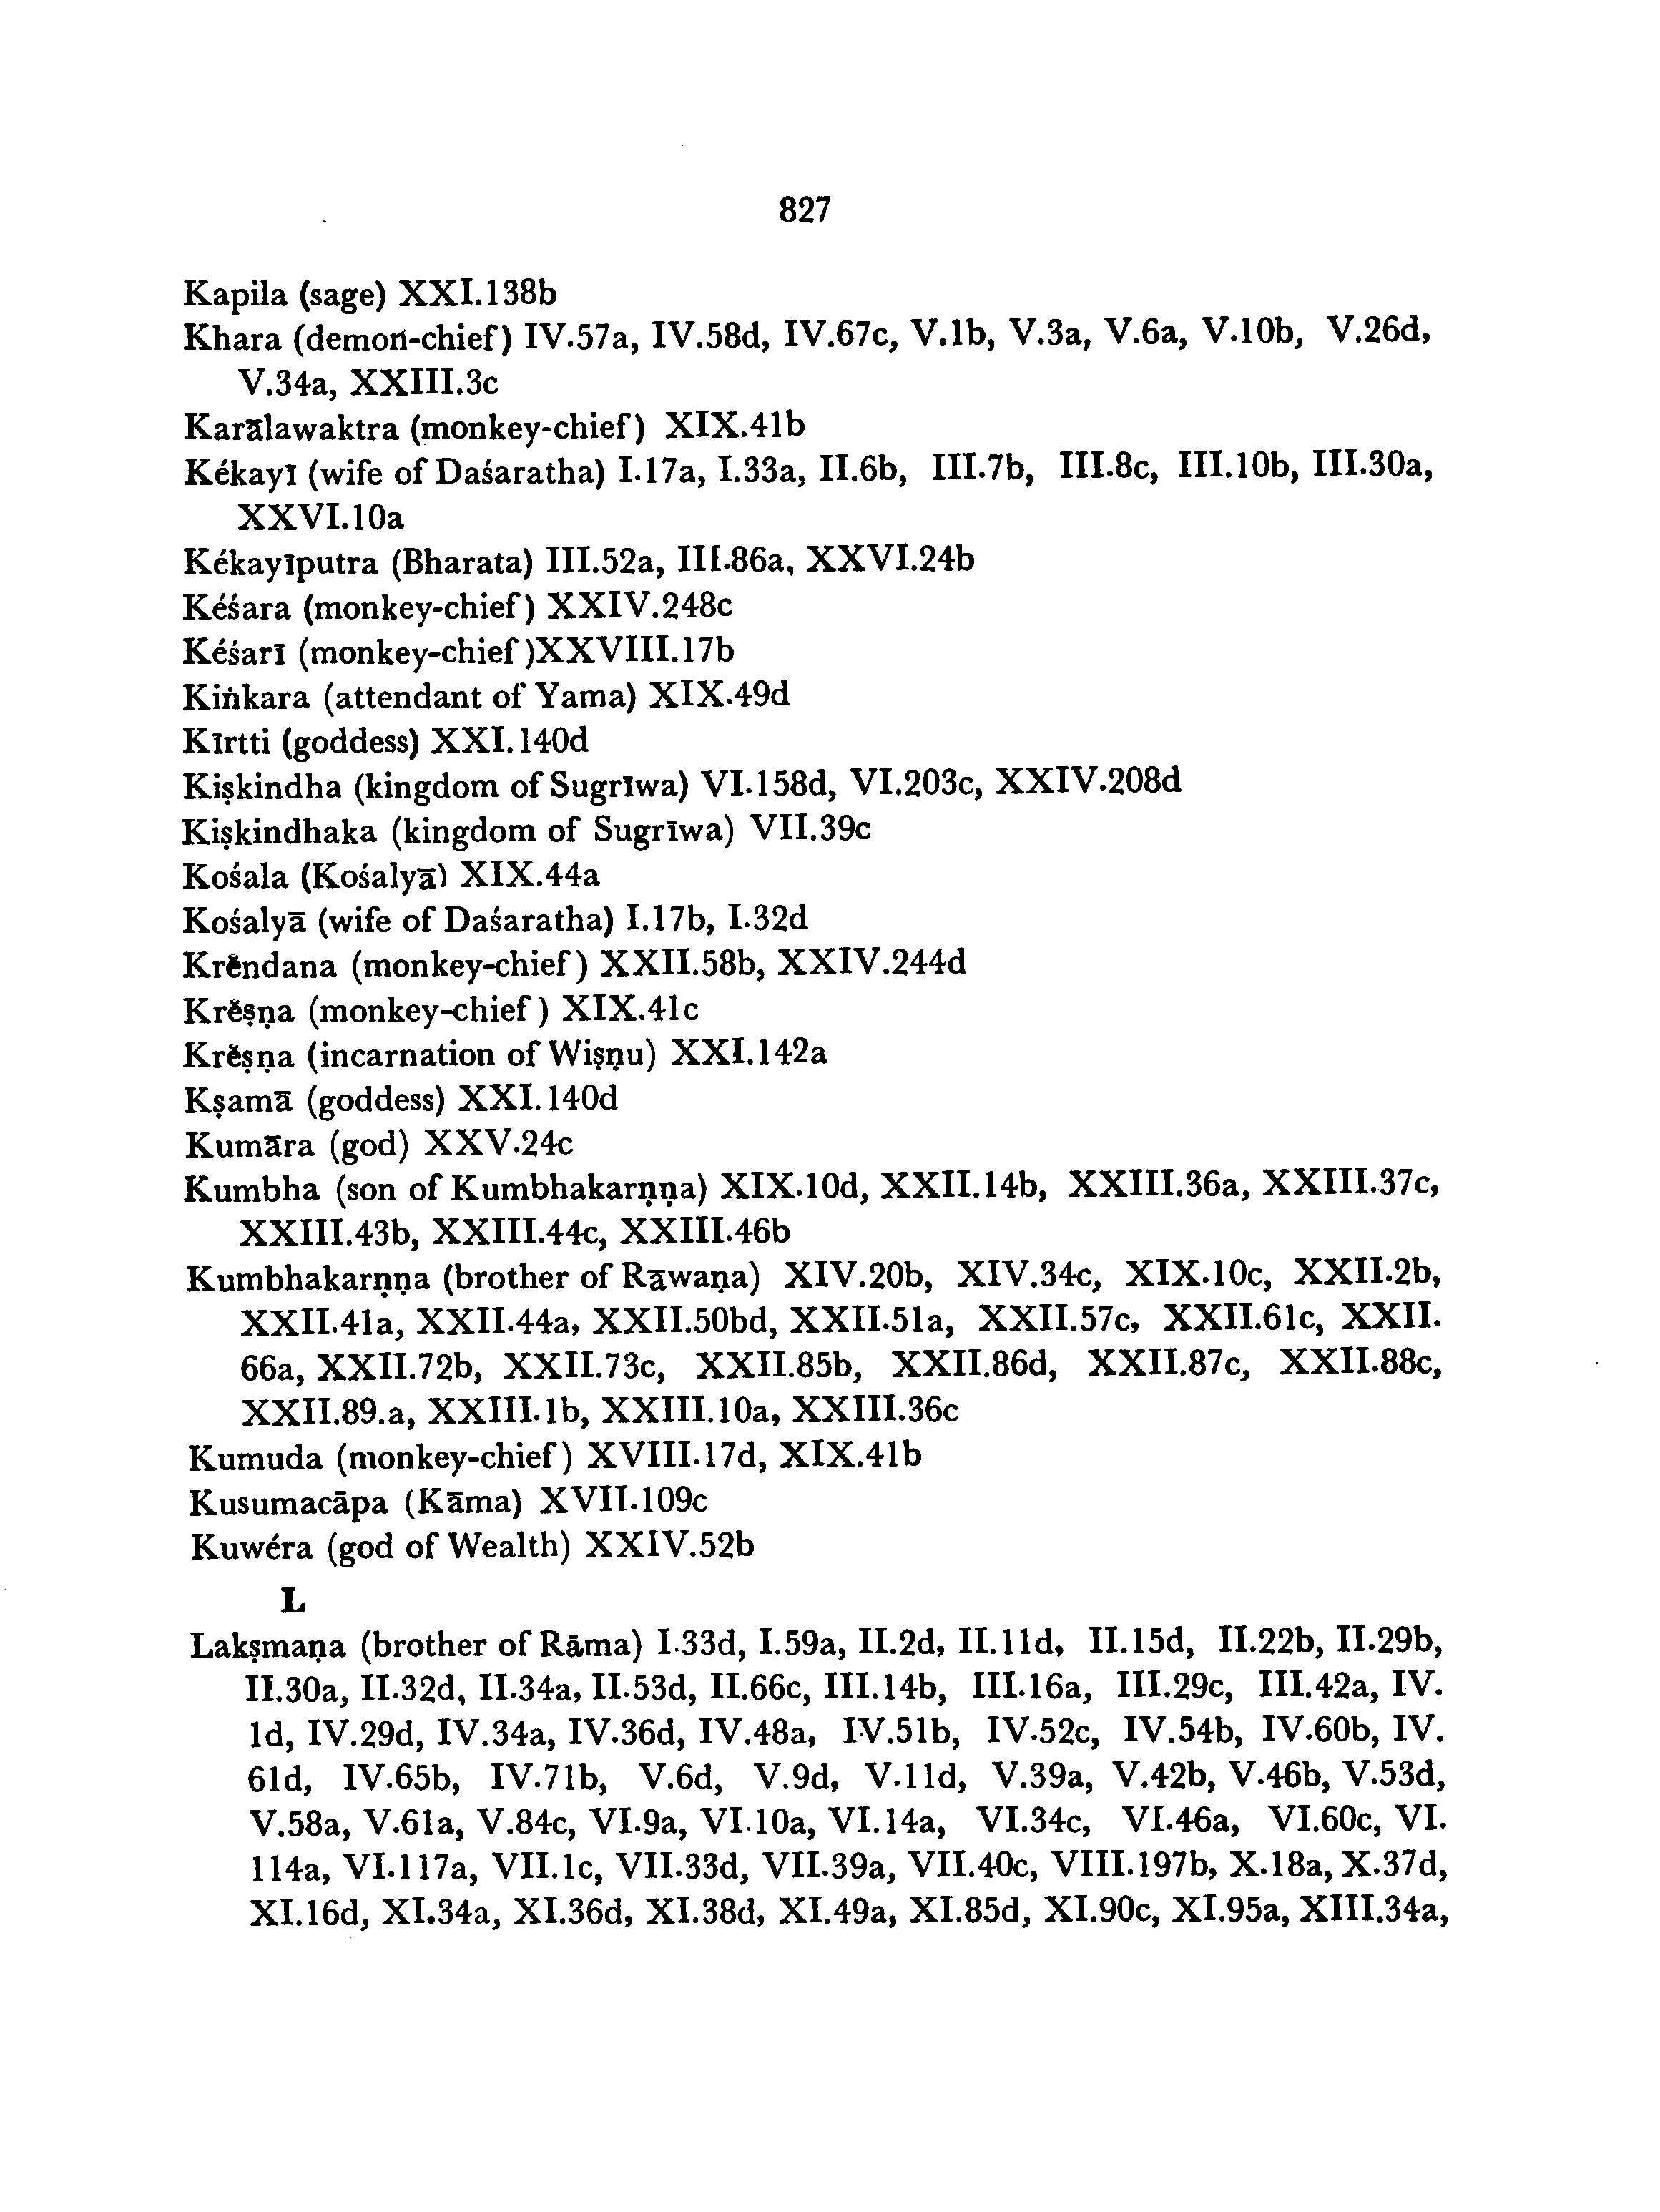 827
Kapila (sage) XXI.138b
Khara (demon-chief) IV.57a, IV.58d, IV.67c, V.1b, V.3a, V.6a, V.10b, V.26d,
V.34a, XXIII.3c
Karālawaktra (monkey-chief) XIX.41b
Kékayī (wife of Daśaratha) I.17a, I.33a, II.6b, III.7b, III.8c, III.10b, III.30a,
XXVI.10a
Kékayīputra (Bharata) III.52a, III.86a, XXVI.24b
Kéśara (monkey-chief) XXIV.248c
Kéśarī (monkey-chief)XXVIII.17b
Kiṅkara (attendant of Yama) XIX.49d
Kīrtti (goddess) XXI.140d
Kiṣkindha (kingdom of Sugrīwa) VI.158d, VI.203c, XXIV.208d
Kiṣkindhaka (kingdom of Sugrīwa) VII.39c
Kośala (Kośalyā) XIX.44a
Kośalyā (wife of Daśaratha) I.17b, I.32d
Krĕndana (monkey-chief) XXII.58b, XXIV.244d
Krĕṣṇa (monkey-chief) XIX.41c
Krĕṣṇa (incarnation of Wiṣṇu) XXI.142a
Kṣamā (goddess) XXI.140d
Kumāra (god) XXV.24c
Kumbha (son of Kumbhakarṇṇa) XIX.10d, XXII.14b, XXIII.36a, XXIII.37c,
XXIII.43b, XXIII.44c, XXIII.46b
Kumbhakarṇṇa (brother of Rāwaṇa) XIV.20b, XIV.34c, XIX.10c, XXII.2b,
XXII.41a, XXII.44a, XXII.50bd, XXII.51a, XXII.57c, XXII.61c, XXII.
66a, XXII.72b, XXII.73c, XXII.85b, XXII.86d, XXII.87c, XXII.88c,
XXII.89.a, XXIII.1b, XXIII.10a, XXIII.36c
Kumuda (monkey-chief) XVIII.17d, XIX.41b
Kusumacāpa (Kāma) XVII.109c
Kuwéra (god of Wealth) XXIV.52b
L
Lakṣmaṇa (brother of Rāma) I.33d, I.59a, II.2d, II.11d, II.15d, II.22b, II.29b,
II.30a, II.32d, II.34a, II.53d, II.66c, III.14b, III.16a, III.29c, III.42a, IV.
1d, IV.29d, IV.34a, IV.36d, IV.48a, IV.51b, IV.52c, IV.54b, IV.60b, IV.
61d, IV.65b, IV.71b, V.6d, V.9d, V.11d, V.39a, V.42b, V.46b, V.53d,
V.58a, V.61a, V.84c, VI.9a, VI.10a, VI.14a, VI.34c, VI.46a, VI.60c, VI.
114a, VI.117a, VII.1c, VII.33d, VII.39a, VII.40c, VIII.197b, X.18a, X.37d,
XI.16d, XI.34a, XI.36d, XI.38d, XI.49a, XI.85d, XI.90c, XI.95a, XIII.34a,